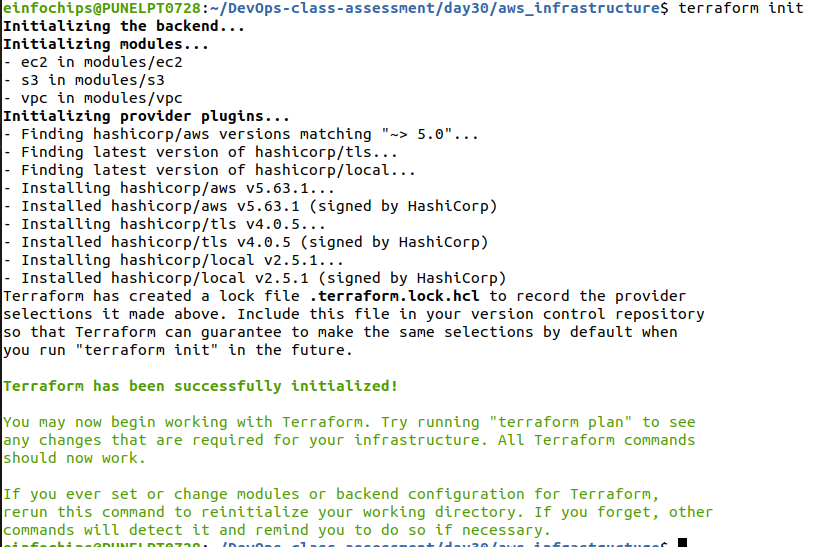 einfochips@PUNELPT0728:~/DevOps-class-assessment/day30/aws_infrastructure$ terraform init
Initializing the backend...
Initializing modules...
- ec2 in modules/ec2
- s3 in modules/s3
- vpc in modules/vpc
Initializing provider plugins...
- Finding hashicorp/aws versions matching "~> 5.0"...
- Finding latest version of hashicorp/tls...
- Finding latest version of hashicorp/local...
- Installing hashicorp/aws v5.63.1...
- Installed hashicorp/aws v5.63.1 (signed by HashiCorp)
- Installing hashicorp/tls v4.0.5...
- Installed hashicorp/tls v4.0.5 (signed by HashiCorp)
- Installing hashicorp/local v2.5.1...
- Installed hashicorp/local v2.5.1 (signed by HashiCorp)
Terraform has created a lock file .terraform.lock.hcl to record the provider
selections it made above. Include this file in your version control repository
so that Terraform can guarantee to make the same selections by default when
you run "terraform init" in the future.
Terraform has been successfully initialized!
You may now begin working with Terraform. Try running "terraform plan" to see
any changes that are required for your infrastructure. All Terraform commands
should now work.
If you ever set or change modules or backend configuration for Terraform,
rerun this command to reinitialize your working directory. If you forget, other
commands will detect it and remind you to do so if necessary.
einfochips@PUNELPT0728:~/DevOps-class-assessment/day30/aws_infrastructure$